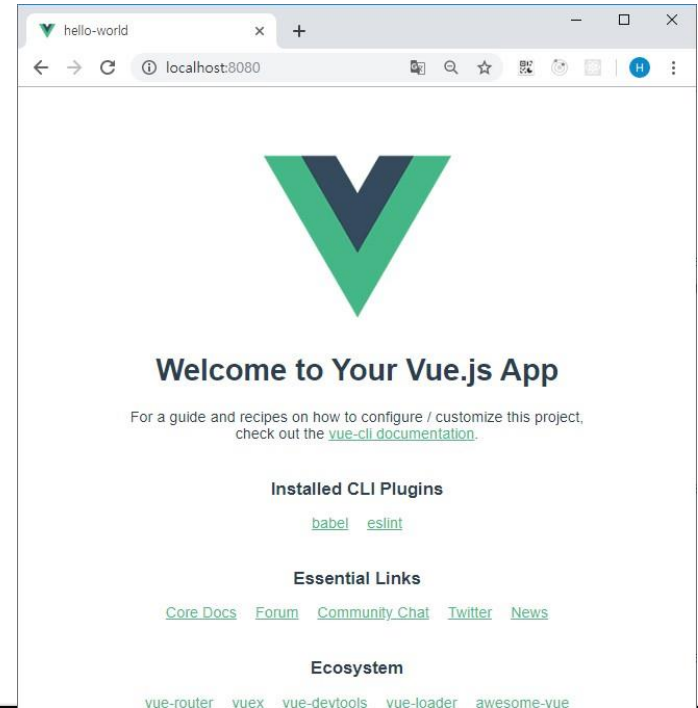 hello-world
localhost:8080
H
Welcome to Your Vue.js App
For a guide and recipes on how to configure / customize this project,
check out the vue-cli documentation.
Installed CLI Plugins
babel eslint
Essential Links
Core Docs Forum Community Chat Twitter News
Ecosystem
vue-router vuex vue-devtools vue-loader awesome-vue